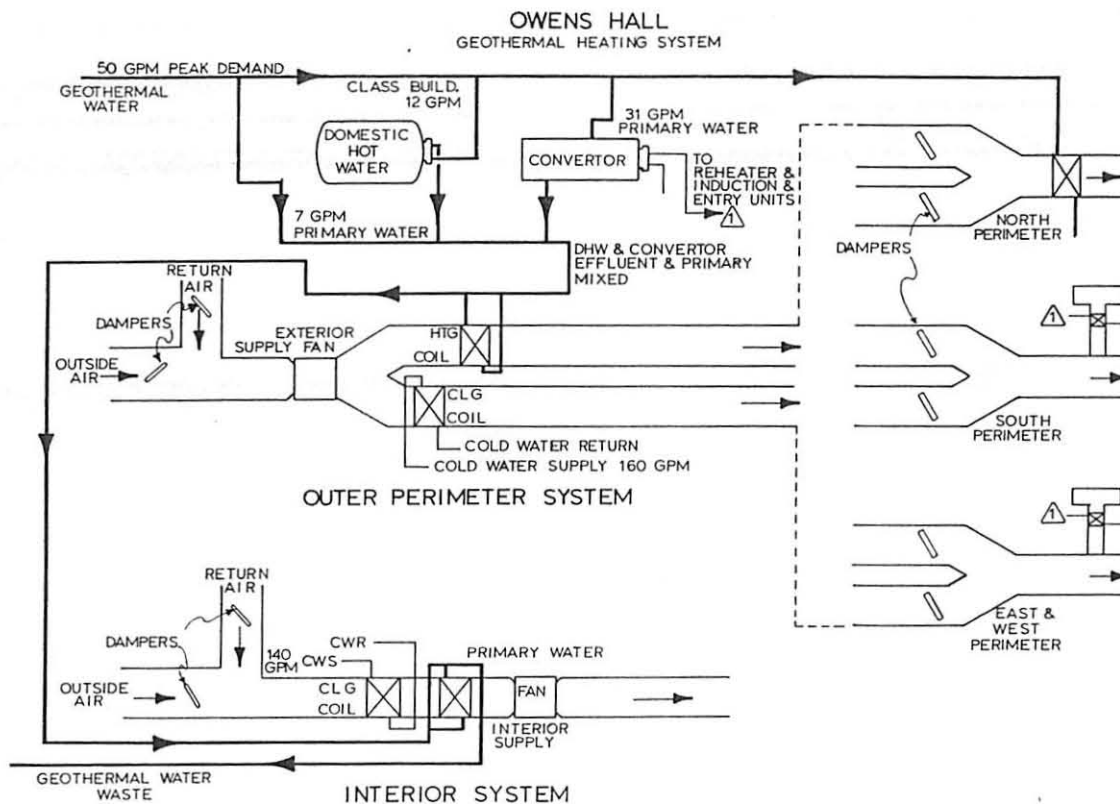 OWENS HALL
GEOTHERMAL HEATING SYSTEM
50 GPM PEAK DEMAND
GEOTHERMAL
WATER
CLASS BUILD.
12 GPM
DOMESTIC
HOT
WATER
31 GPM
PRIMARY WATER
CONVERTOR
TO
REHEATER &
INDUCTION &
ENTRY UNITS
1
7 GPM
PRIMARY WATER
DHW & CONVERTOR
EFFLUENT & PRIMARY
MIXED
NORTH
PERIMETER
DAMPERS
RETURN
AIR
DAMPERS
EXTERIOR
SUPPLY FAN
OUTSIDE
AIR
HTG
COIL
CLG
COIL
COLD WATER RETURN
COLD WATER SUPPLY 160 GPM
1
SOUTH
PERIMETER
OUTER PERIMETER SYSTEM
1
EAST &
WEST
PERIMETER
RETURN
AIR
DAMPERS
140
GPM
CWR
CWS
PRIMARY WATER
OUTSIDE
AIR
CLG
COIL
FAN
INTERIOR
SUPPLY
GEOTHERMAL WATER
WASTE
INTERIOR SYSTEM